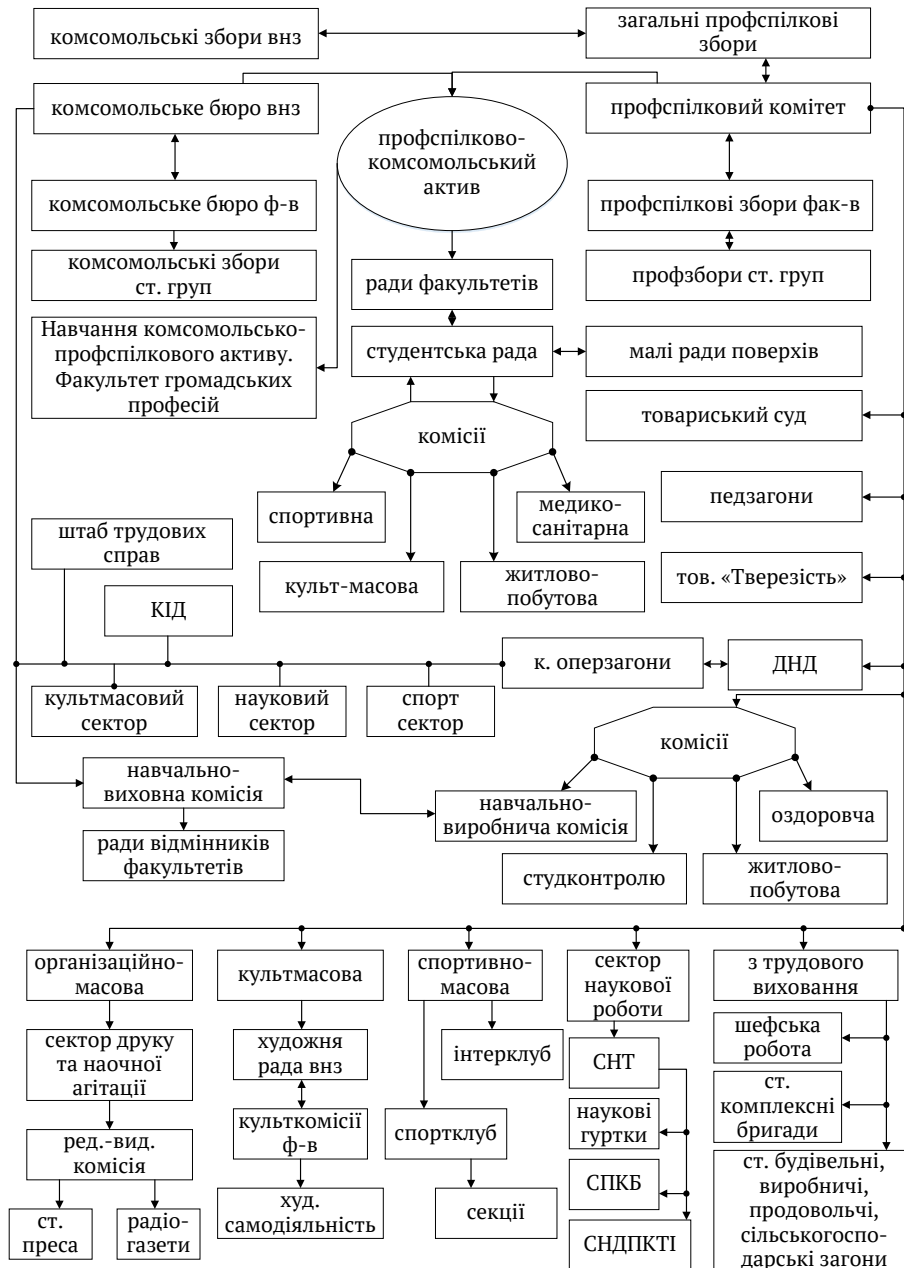 комсомольські збори внз
загальні профспілкові
збори
комсомольське бюро внз
профспілковий комітет
профспілково-
комсомольський
актив
комсомольське бюро ф-в
профспілкові збори фак-в
комсомольські збори
ст. груп
ради факультетів
профзбори ст. груп
Навчання комсомольсько-
профспілкового активу.
Факультет громадських
професій
студентська рада
малі ради поверхів
товариський суд
комісії
спортивна
медико-
санітарна
педзагони
штаб трудових
справ
культ-масова
житлово-
побутова
тов. «Тверезість»
КІД
к. оперзагони
ДНД
культмасовий
сектор
науковий
сектор
спорт
сектор
комісії
навчально-
виховна комісія
навчально-
виробнича комісія
оздоровча
ради відмінників
факультетів
студконтролю
житлово-
побутова
організаційно-
масова
культмасова
спортивно-
масова
сектор
наукової
роботи
з трудового
виховання
сектор друку
та наочної
агітації
художня
рада внз
інтерклуб
СНТ
шефська
робота
ред.-вид.
комісія
культкомісії
ф-в
спортклуб
наукові
гуртки
ст.
комплексні
бригади
ст.
преса
радіо-
газети
худ.
самодіяльність
секції
СПКБ
СНДПКТІ
ст. будівельні,
виробничі,
продовольчі,
сільськогоспо-
дарські загони